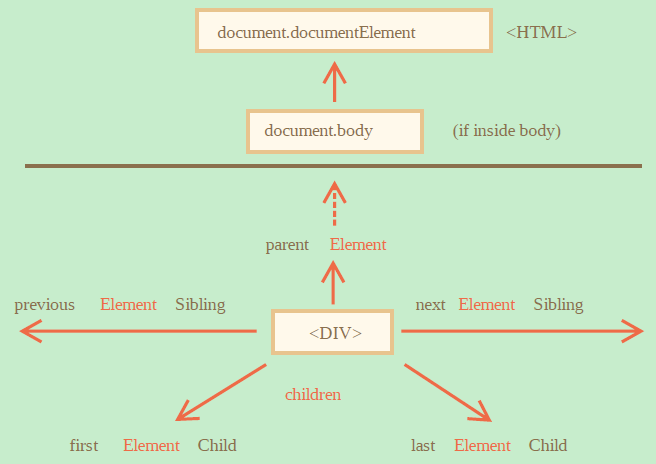 document.documentElement <HTML>
document.body (if inside body)
parent Element
previous Element Sibling next Element Sibling
<DIV>
children
first Element Child last Element Child